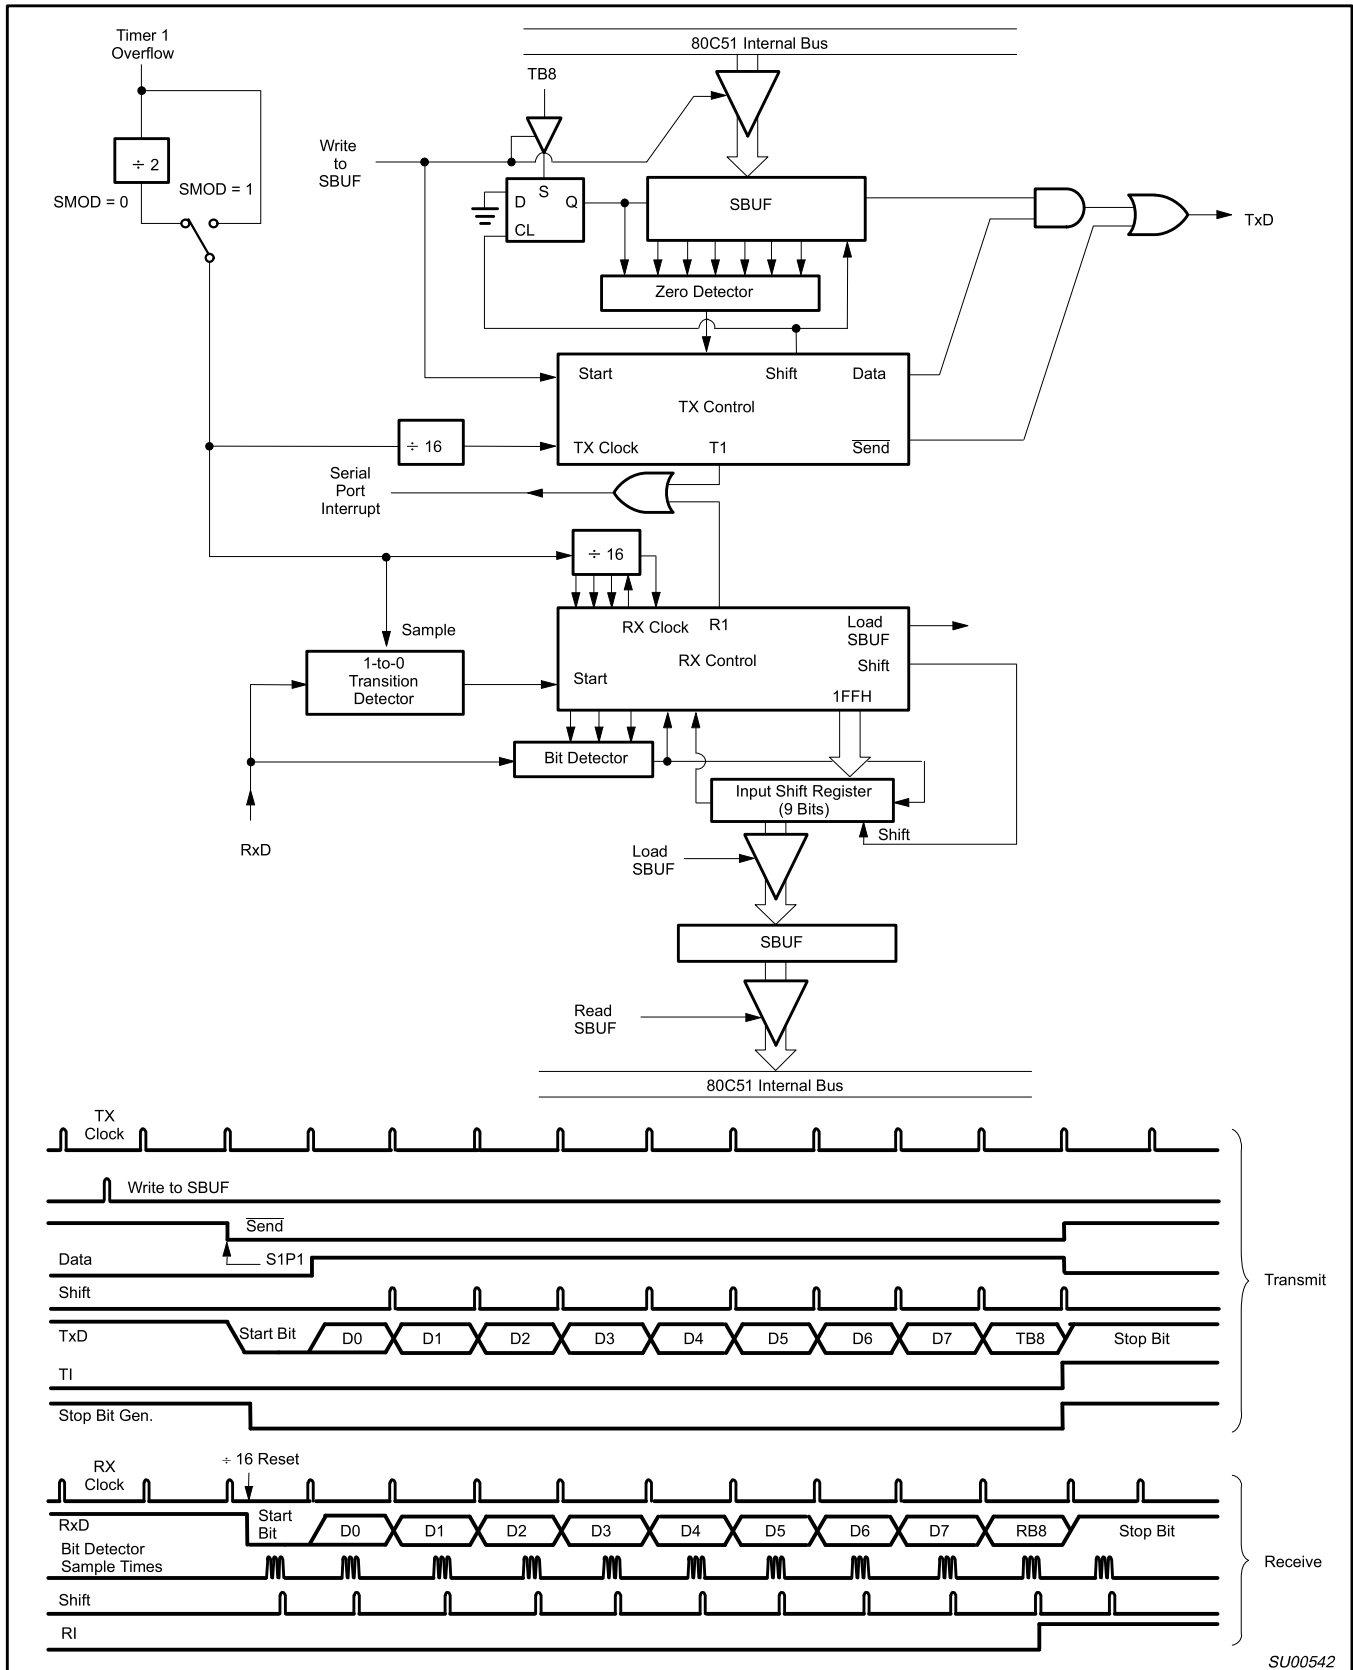 Timer 1
Overflow
80C51 Internal Bus
TB8
÷ 2
Write
to
SBUF
SMOD = 1
SMOD = 0
S
D
Q
CL
SBUF
TxD
Zero Detector
Start
Shift
Data
TX Control
÷ 16
TX Clock
T1
Send
Serial
Port
Interrupt
÷ 16
Sample
RX Clock
R1
Load
SBUF
1-to-0
Transition
Detector
RX Control
Shift
Start
1FFH
Bit Detector
Input Shift Register
(9 Bits)
Shift
RxD
Load
SBUF
SBUF
Read
SBUF
80C51 Internal Bus
TX
Clock
Write to SBUF
Send
Data
S1P1
Transmit
Shift
TxD
Start Bit
D0
D1
D2
D3
D4
D5
D6
D7
TB8
Stop Bit
TI
Stop Bit Gen.
÷ 16 Reset
RX
Clock
RxD
Start
Bit
D0
D1
D2
D3
D4
D5
D6
D7
RB8
Stop Bit
Bit Detector
Sample Times
Receive
Shift
RI
SU00542